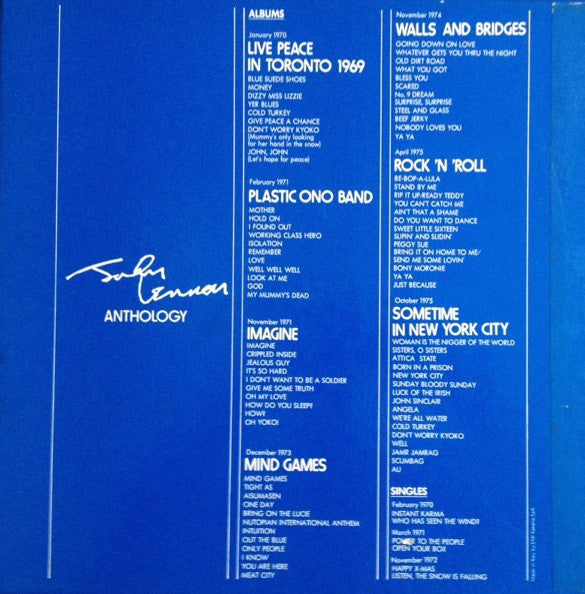 John Lennon
ANTHOLOGY
ALBUMS
January 1970
LIVE PEACE
IN TORONTO 1969
BLUE SUEDE SHOES
MONEY
DIZZY MISS LIZZIE
YER BLUES
COLD TURKEY
GIVE PEACE A CHANCE
DON'T WORRY KYOKO
(Mummy's only looking
for her hand in the snow)
JOHN, JOHN
(Let's hope for peace)
February 1971
PLASTIC ONO BAND
MOTHER
HOLD ON
I FOUND OUT
WORKING CLASS HERO
ISOLATION
REMEMBER
LOVE
WELL WELL WELL
LOOK AT ME
GOD
MY MUMMY'S DEAD
November 1971
IMAGINE
IMAGINE
CRIPPLED INSIDE
JEALOUS GUY
IT'S SO HARD
I DON'T WANT TO BE A SOLDIER
GIVE ME SOME TRUTH
OH MY LOVE
HOW DO YOU SLEEP?
HOW?
OH YOKO!
December 1973
MIND GAMES
MIND GAMES
TIGHT AS
AISUMASEN
ONE DAY
BRING ON THE LUCIE
NUTOPIAN INTERNATIONAL ANTHEM
INTUITION
OUT THE BLUE
ONLY PEOPLE
I KNOW
YOU ARE HERE
MEAT CITY
November 1974
WALLS AND BRIDGES
GOING DOWN ON LOVE
WHATEVER GETS YOU THRU THE NIGHT
OLD DIRT ROAD
WHAT YOU GOT
BLESS YOU
SCARED
No. 9 DREAM
SURPRISE, SURPRISE
STEEL AND GLASS
BEEF JERKY
NOBODY LOVES YOU
YA YA
April 1975
ROCK 'N 'ROLL
BE-BOP-A-LULA
STAND BY ME
RIP IT UP/READY TEDDY
YOU CAN'T CATCH ME
AIN'T THAT A SHAME
DO YOU WANT TO DANCE
SWEET LITTLE SIXTEEN
SLIPIN' AND SLIDIN'
PEGGY SUE
BRING IT ON HOME TO ME/
SEND ME SOME LOVIN'
BONY MORONIE
YA YA
JUST BECAUSE
October 1975
SOMETIME
IN NEW YORK CITY
WOMAN IS THE NIGGER OF THE WORLD
SISTERS, O SISTERS
ATTICA STATE
BORN IN A PRISON
NEW YORK CITY
SUNDAY BLOODY SUNDAY
LUCK OF THE IRISH
JOHN SINCLAIR
ANGELA
WE'RE ALL WATER
COLD TURKEY
DON'T WORRY KYOKO
WELL
JAMR JAMRAG
SCUMBAG
AU
SINGLES
February 1970
INSTANT KARMA
WHO HAS SEEN THE WIND?
March 1971
POWER TO THE PEOPLE
OPEN YOUR BOX
November 1972
HAPPY X-MAS
LISTEN, THE SNOW IS FALLING
Made in Italy by EMI Italiana SpA